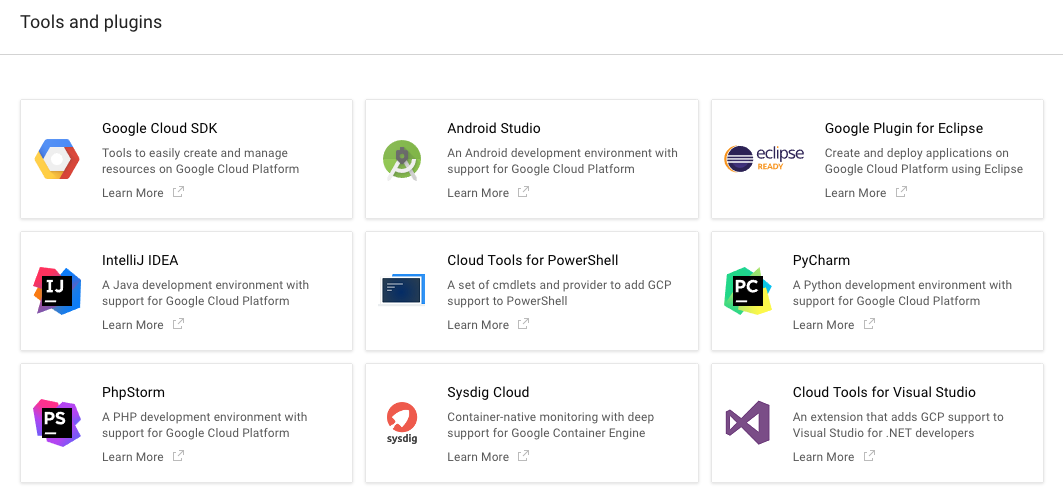 Tools and plugins
Google Cloud SDK
Tools to easily create and manage
resources on Google Cloud Platform
Learn More
Android Studio
An Android development environment with
support for Google Cloud Platform
Learn More
eclipse
READY
Google Plugin for Eclipse
Create and deploy applications on
Google Cloud Platform using Eclipse
Learn More
IJ
IntelliJ IDEA
A Java development environment with
support for Google Cloud Platform
Learn More
Cloud Tools for PowerShell
A set of cmdlets and provider to add GCP
support to PowerShell
Learn More
PC
PyCharm
A Python development environment with
support for Google Cloud Platform
Learn More
PS
PhpStorm
A PHP development environment with
support for Google Cloud Platform
Learn More
sysdig
Sysdig Cloud
Container-native monitoring with deep
support for Google Container Engine
Learn More
Cloud Tools for Visual Studio
An extension that adds GCP support to
Visual Studio for .NET developers
Learn More